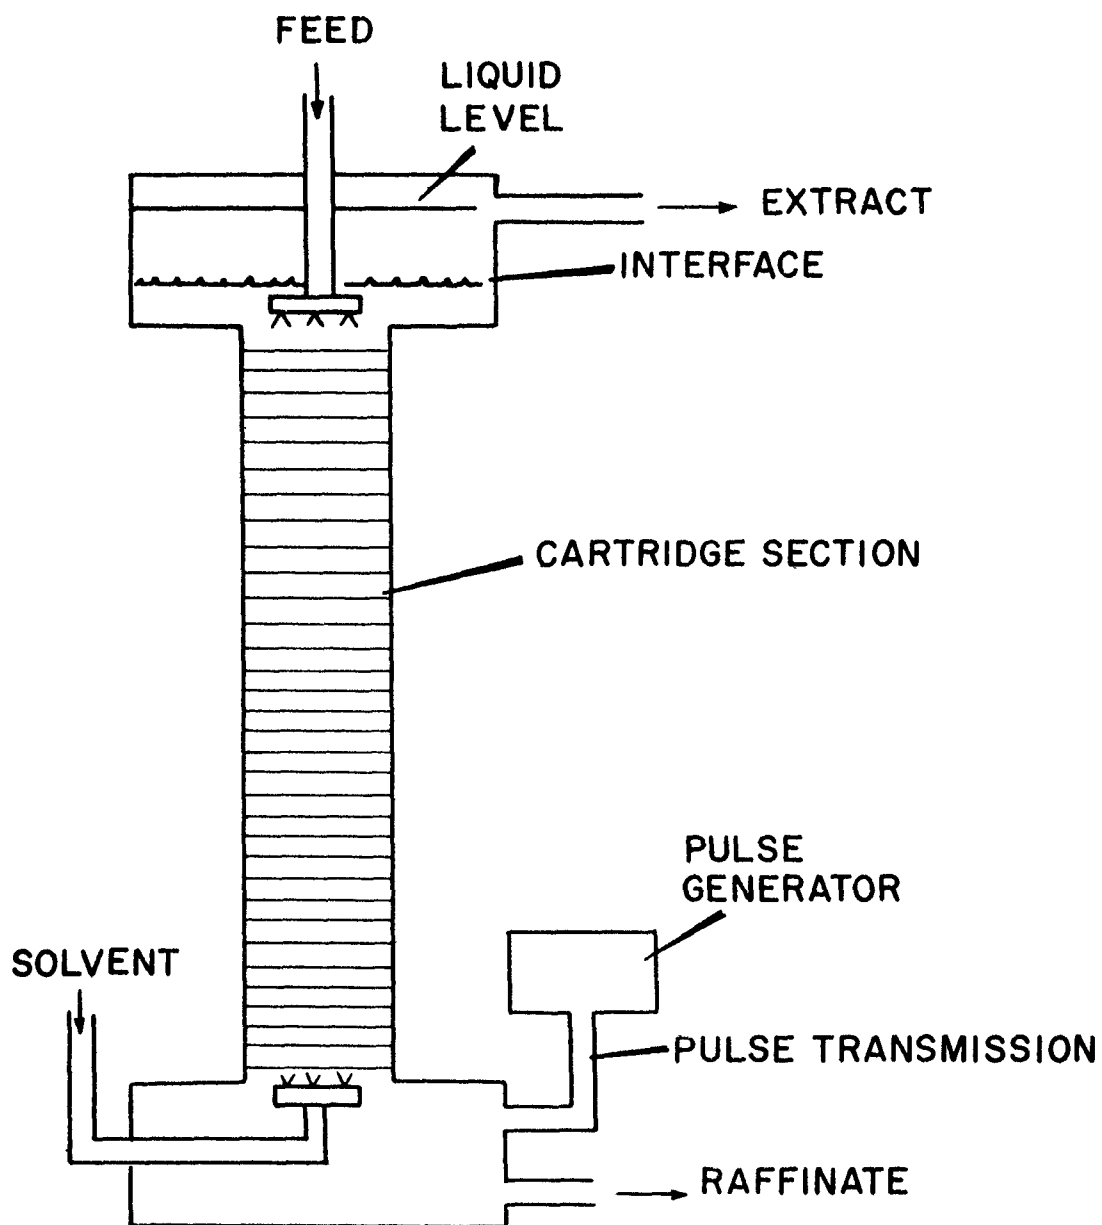 FEED
LIQUID
LEVEL
EXTRACT
INTERFACE
CARTRIDGE SECTION
PULSE
GENERATOR
SOLVENT
PULSE TRANSMISSION
RAFFINATE